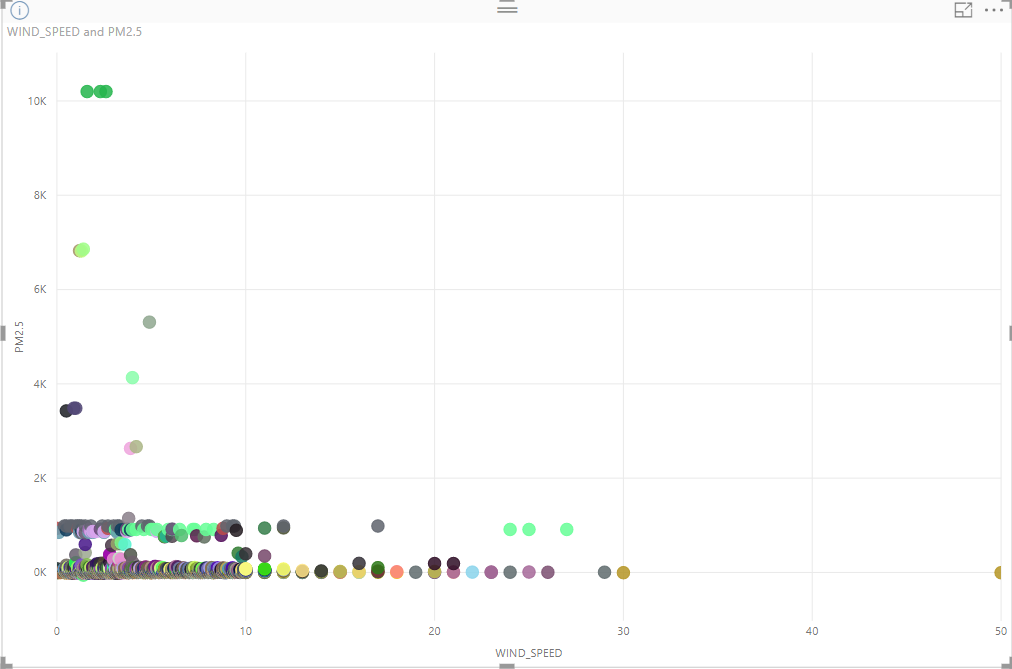 WIND_SPEED and PM2.5
10K
8K
6K
4K
2K
0K
PM2.5
0 10 20 30 40 50
WIND_SPEED